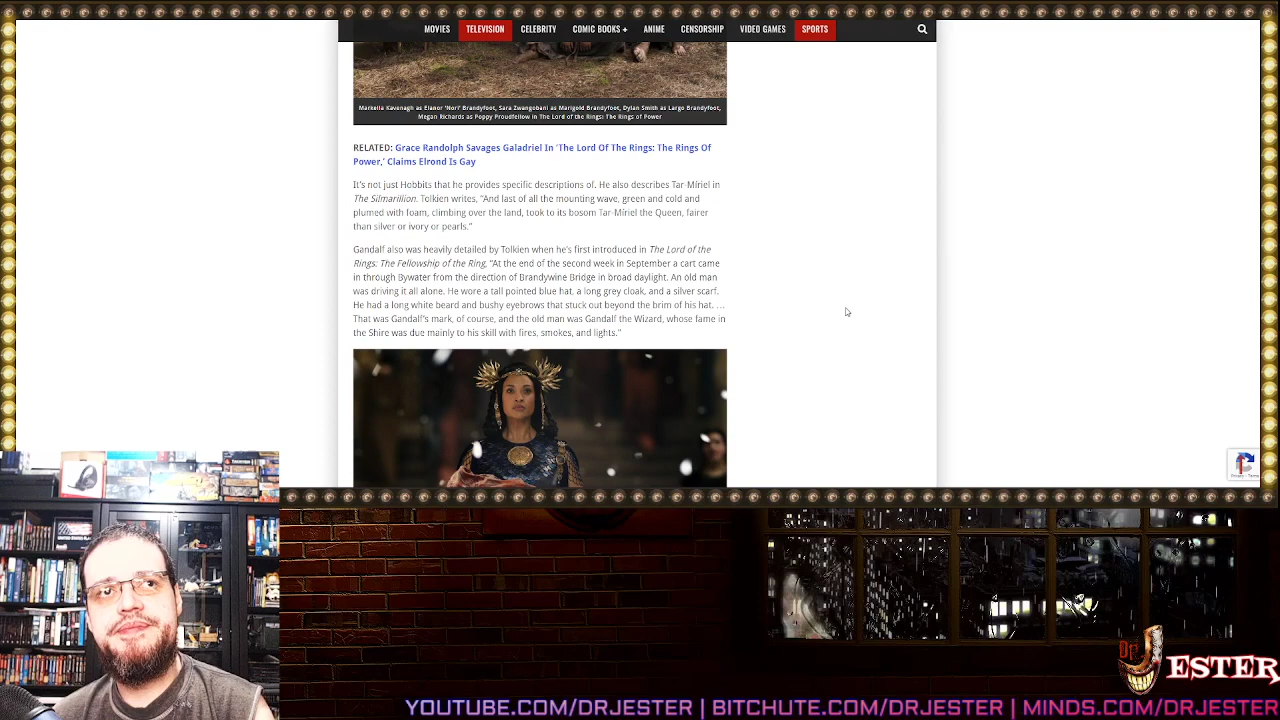 MOVIES TELEVISION CELEBRITY COMIC BOOKS + ANIME CENSORSHIP VIDEO GAMES SPORTS
Markella Kavanagh as Elanor 'Nori' Brandyfoot, Sara Zwangobani as Marigold Brandyfoot, Dylan Smith as Largo Brandyfoot,
Megan Richards as Poppy Proudfellow in The Lord of the Rings: The Rings of Power
RELATED: Grace Randolph Savages Galadriel In 'The Lord Of The Rings: The Rings Of
Power,' Claims Elrond Is Gay
It's not just Hobbits that he provides specific descriptions of. He also describes Tar-Míriel in
The Silmarillion. Tolkien writes, "And last of all the mounting wave, green and cold and
plumed with foam, climbing over the land, took to its bosom Tar-Míriel the Queen, fairer
than silver or ivory or pearls."
Gandalf also was heavily detailed by Tolkien when he's first introduced in The Lord of the
Rings: The Fellowship of the Ring, "At the end of the second week in September a cart came
in through Bywater from the direction of Brandywine Bridge in broad daylight. An old man
was driving it all alone. He wore a tall pointed blue hat, a long grey cloak, and a silver scarf.
He had a long white beard and bushy eyebrows that stuck out beyond the brim of his hat. …
That was Gandalf's mark, of course, and the old man was Gandalf the Wizard, whose fame in
the Shire was due mainly to his skill with fires, smokes, and lights."
Privacy - Terms
DR JESTER
YOUTUBE.COM/DRJESTER | BITCHUTE.COM/DRJESTER | MINDS.COM/DRJESTER